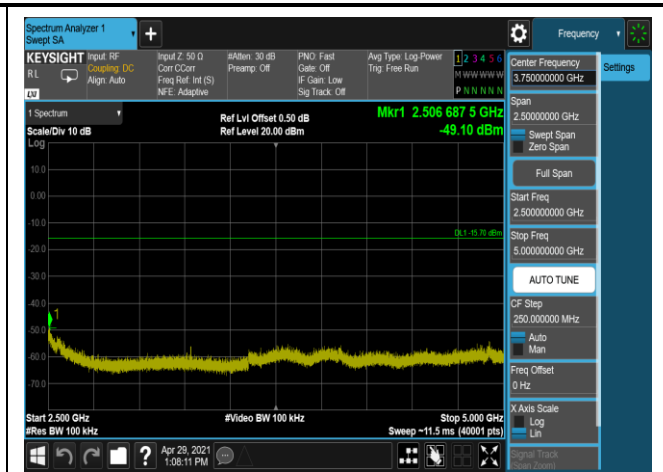 Spectrum Analyzer 1
Swept SA
+
Frequency
KEYSIGHT
RL
LXI
Input: RF
Coupling: DC
Align: Auto
Input Z: 50 Ω
Corr CCorr
Freq Ref: Int (S)
NFE: Adaptive
#Atten: 30 dB
Preamp: Off
PNO: Fast
Gate: Off
IF Gain: Low
Sig Track: Off
Avg Type: Log-Power
Trig: Free Run
1 2 3 4 5 6
M W W W W W
P N N N N N
Center Frequency
3.750000000 GHz
Settings
Span
2.50000000 GHz
Swept Span
Zero Span
Full Span
Start Freq
2.500000000 GHz
Stop Freq
5.000000000 GHz
AUTO TUNE
CF Step
250.000000 MHz
Auto
Man
Freq Offset
0 Hz
X Axis Scale
Log
Lin
Signal Track
(Span Zoom)
1 Spectrum
Scale/Div 10 dB
Log
Ref Lvl Offset 0.50 dB
Ref Level 20.00 dBm
Mkr1 2.506 687 5 GHz
-49.10 dBm
10.0
0.00
-10.0
DL1 -15.70 dBm
-20.0
-30.0
-40.0
1
-50.0
-60.0
-70.0
Start 2.500 GHz
#Res BW 100 kHz
#Video BW 100 kHz
Stop 5.000 GHz
Sweep ~11.5 ms (40001 pts)
?
Apr 29, 2021
1:08:11 PM